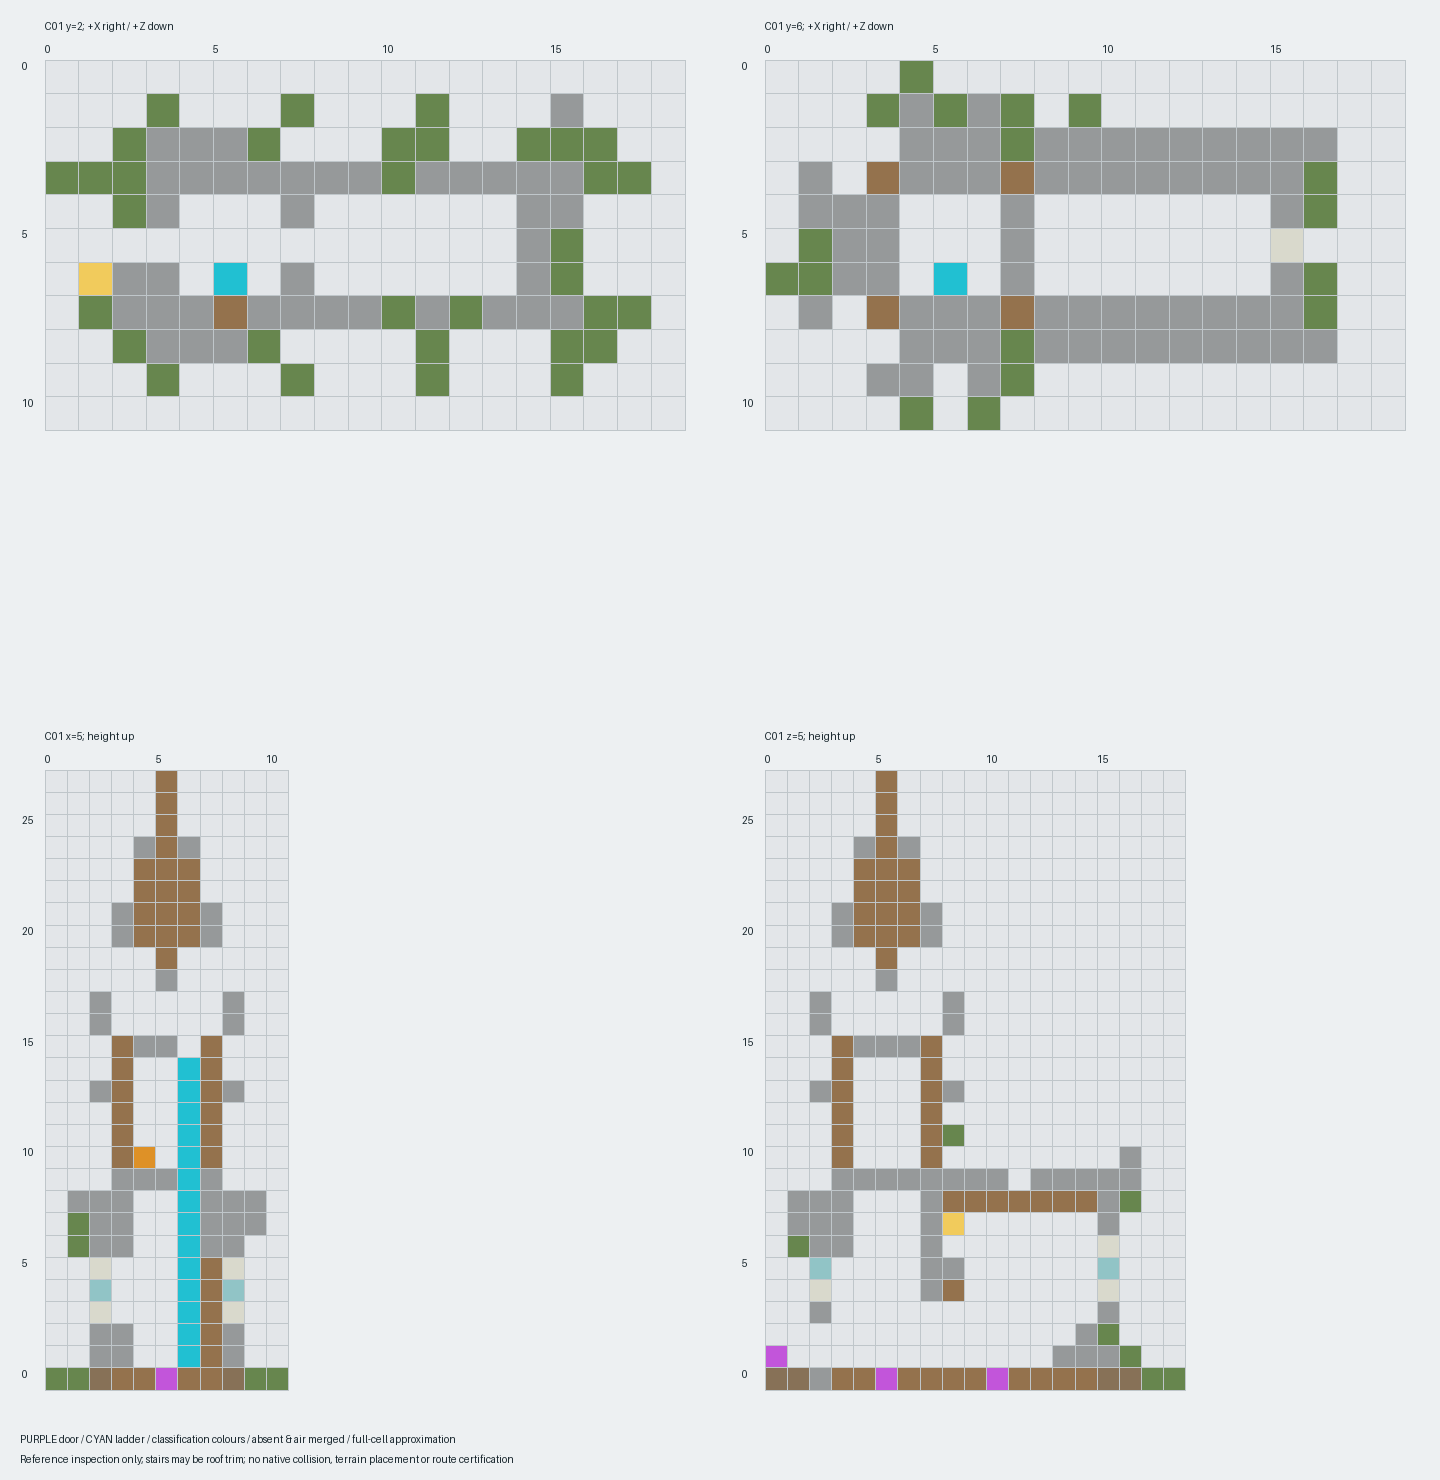 C01 y=2; +X right / +Z down
0 5 10 15
0
5
10
C01 y=6; +X right / +Z down
0 5 10 15
0
5
10
C01 x=5; height up
0 5 10
25
20
15
10
5
0
C01 z=5; height up
0 5 10 15
25
20
15
10
5
0
PURPLE door / CYAN ladder / classification colours / absent & air merged / full-cell approximation
Reference inspection only; stairs may be roof trim; no native collision, terrain placement or route certification